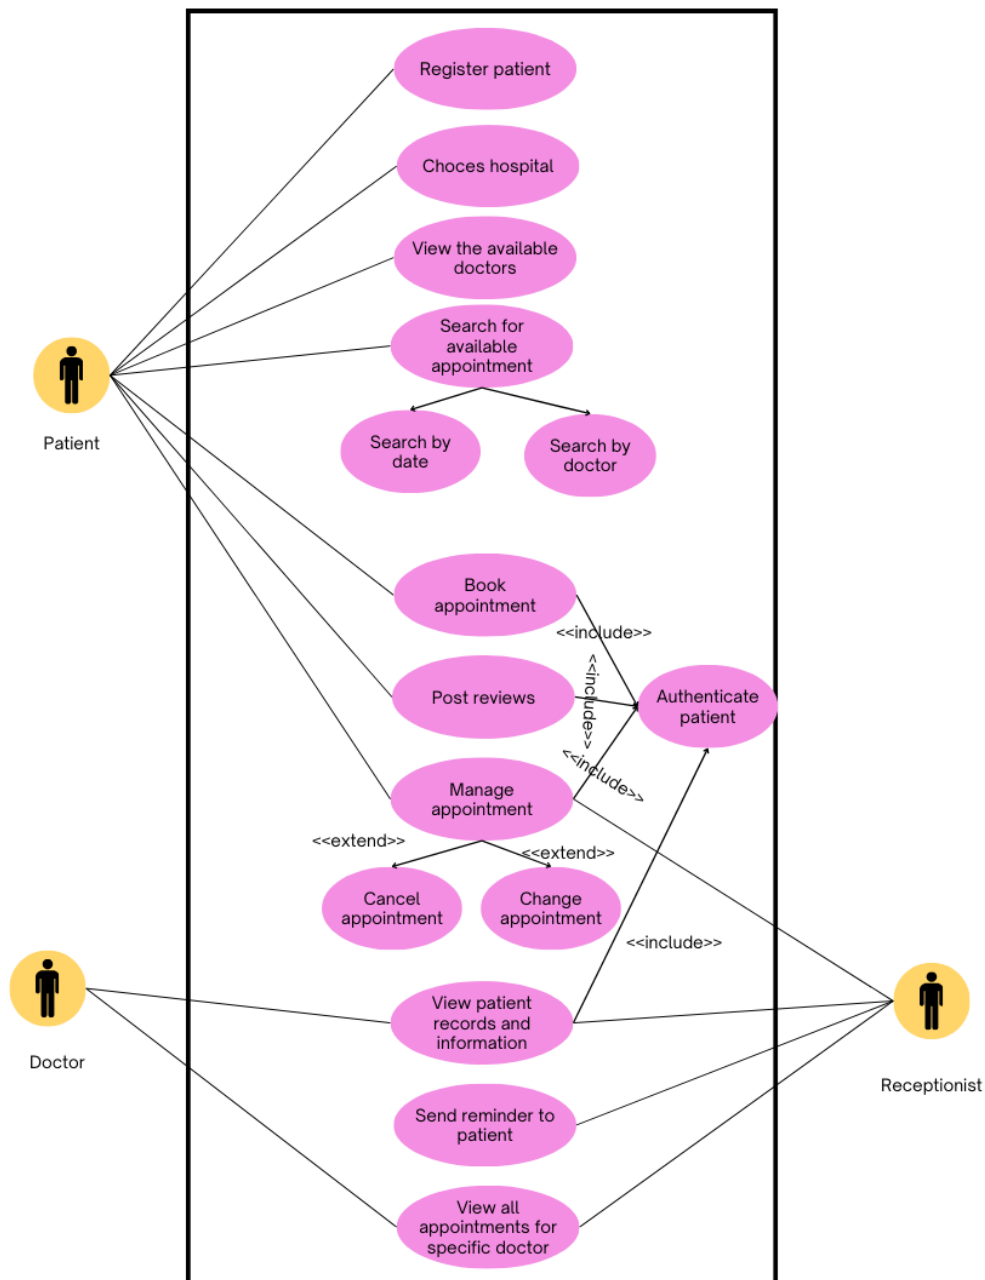 Register patient
Choces hospital
View the available
doctors
Search for
available
appointment
Patient
Search by
date
Search by
doctor
Book
appointment
<<include>>
<<include>>
Post reviews
Authenticate
patient
<<include>>
Manage
appointment
<<extend>>
<<extend>>
Cancel
appointment
Change
appointment
<<include>>
View patient
records and
information
Doctor
Receptionist
Send reminder to
patient
View all
appointments for
specific doctor